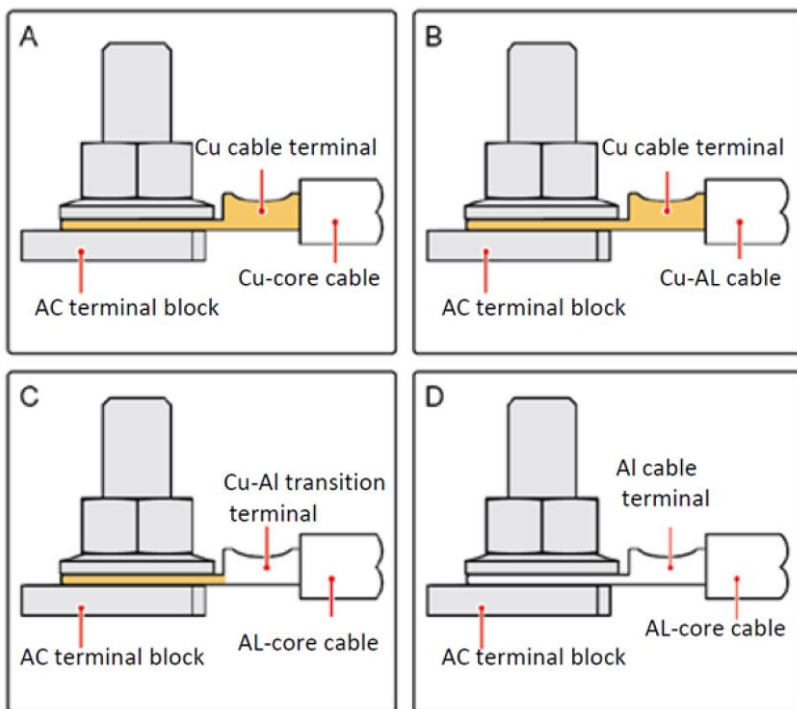 A
Cu cable terminal
Cu-core cable
AC terminal block
B
Cu cable terminal
Cu-AL cable
AC terminal block
C
Cu-Al transition
terminal
AL-core cable
AC terminal block
D
Al cable
terminal
AL-core cable
AC terminal block